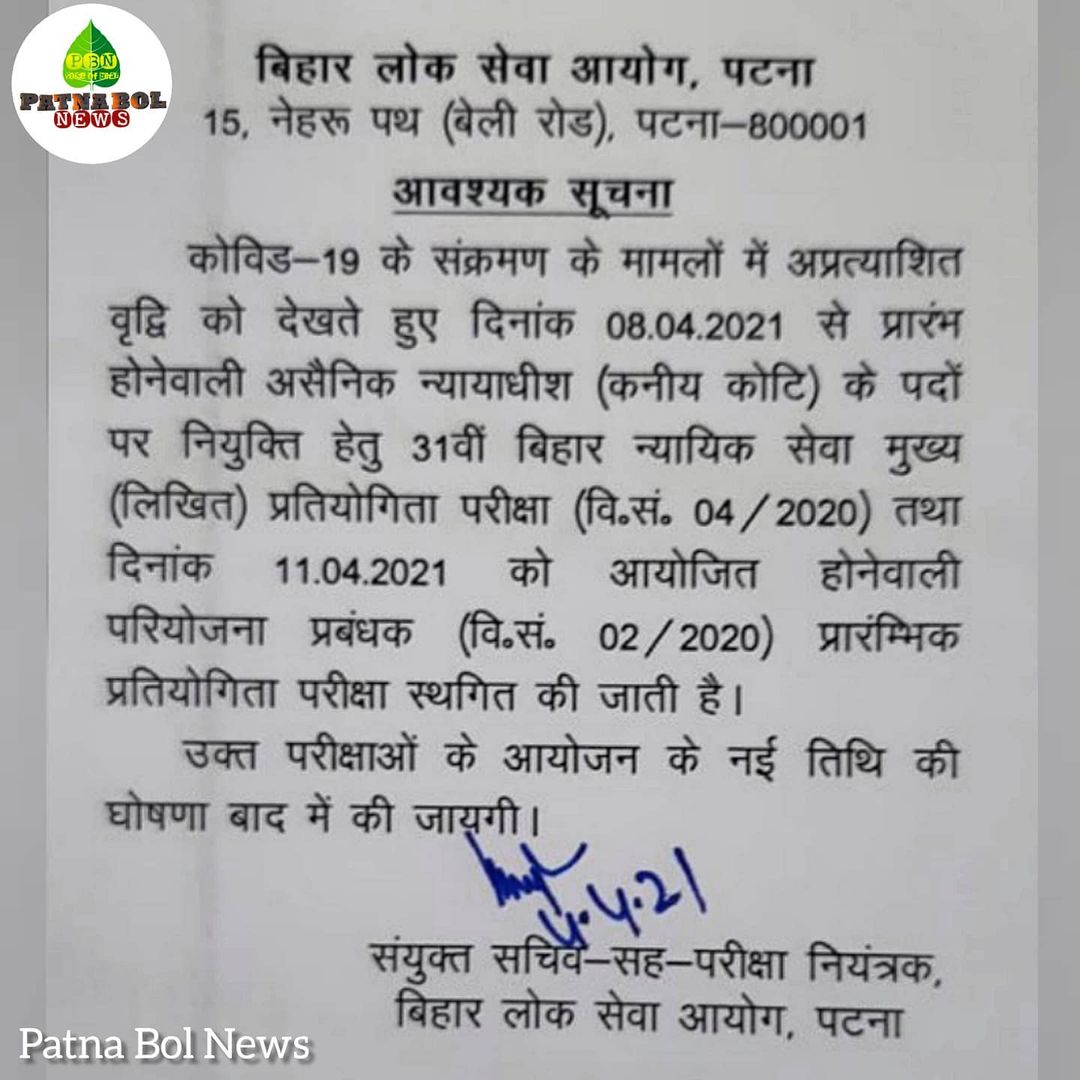 PBN
PATNA BOL
NEWS
बिहार लोक सेवा आयोग, पटना
15, नेहरू पथ (बेली रोड), पटना–800001
आवश्यक सूचना
कोविड–19 के संक्रमण के मामलों में अप्रत्याशित
वृद्वि को देखते हुए दिनांक 08.04.2021 से प्रारंभ
होनेवाली असैनिक न्यायाधीश (कनीय कोटि) के पदों
पर नियुक्ति हेतु 31वीं बिहार न्यायिक सेवा मुख्य
(लिखित) प्रतियोगिता परीक्षा (वि॰सं॰ 04/2020) तथा
दिनांक 11.04.2021 को आयोजित होनेवाली
परियोजना प्रबंधक (वि॰सं॰ 02/2020) प्रारंम्भिक
प्रतियोगिता परीक्षा स्थगित की जाती है।
उक्त परीक्षाओं के आयोजन के नई तिथि की
घोषणा बाद में की जायगी।
4.4.21
संयुक्त सचिव–सह–परीक्षा नियंत्रक,
बिहार लोक सेवा आयोग, पटना
Patna Bol News